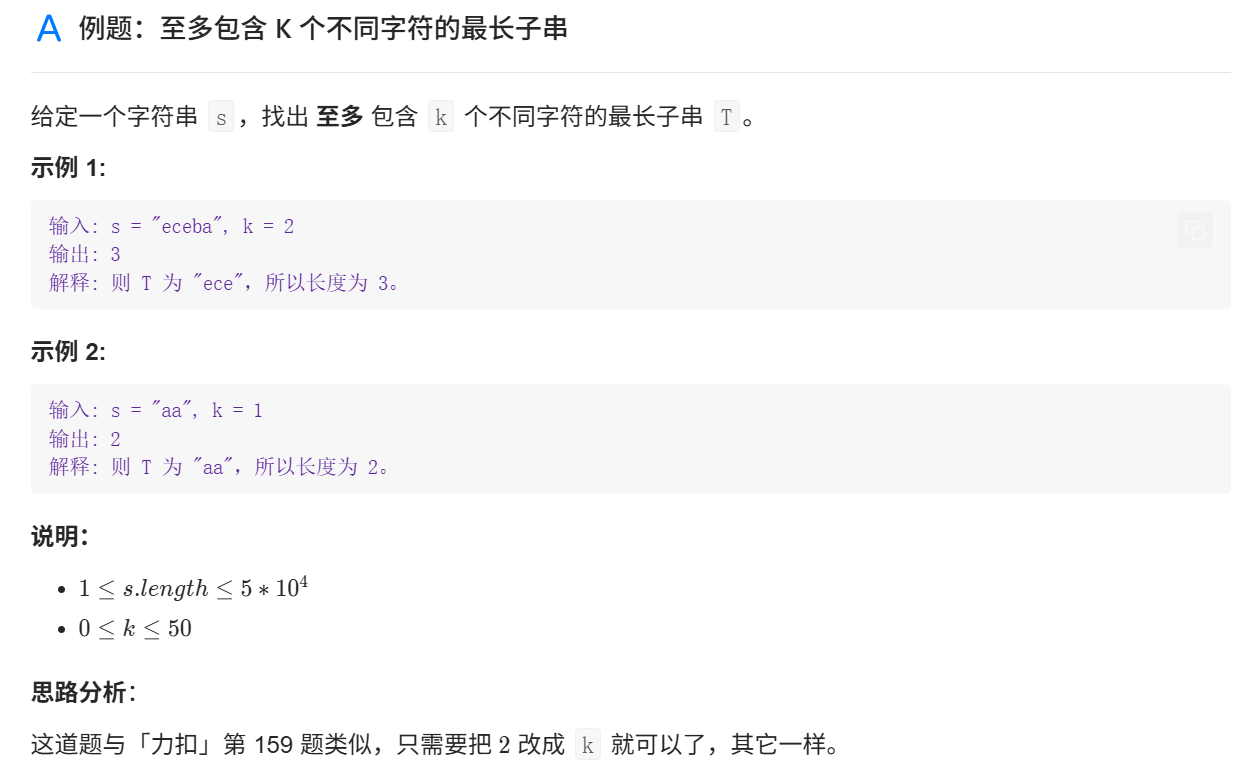 A 例题：至多包含 K 个不同字符的最长子串
给定一个字符串 s ，找出 至多 包含 k 个不同字符的最长子串 T 。
示例 1:
输入: s = "eceba", k = 2
输出: 3
解释: 则 T 为 "ece"，所以长度为 3。
示例 2:
输入: s = "aa", k = 1
输出: 2
解释: 则 T 为 "aa"，所以长度为 2。
说明：
• 1 ≤ s.length ≤ 5 ∗ 10⁴
• 0 ≤ k ≤ 50
思路分析：
这道题与「力扣」第 159 题类似，只需要把 2 改成 k 就可以了，其它一样。